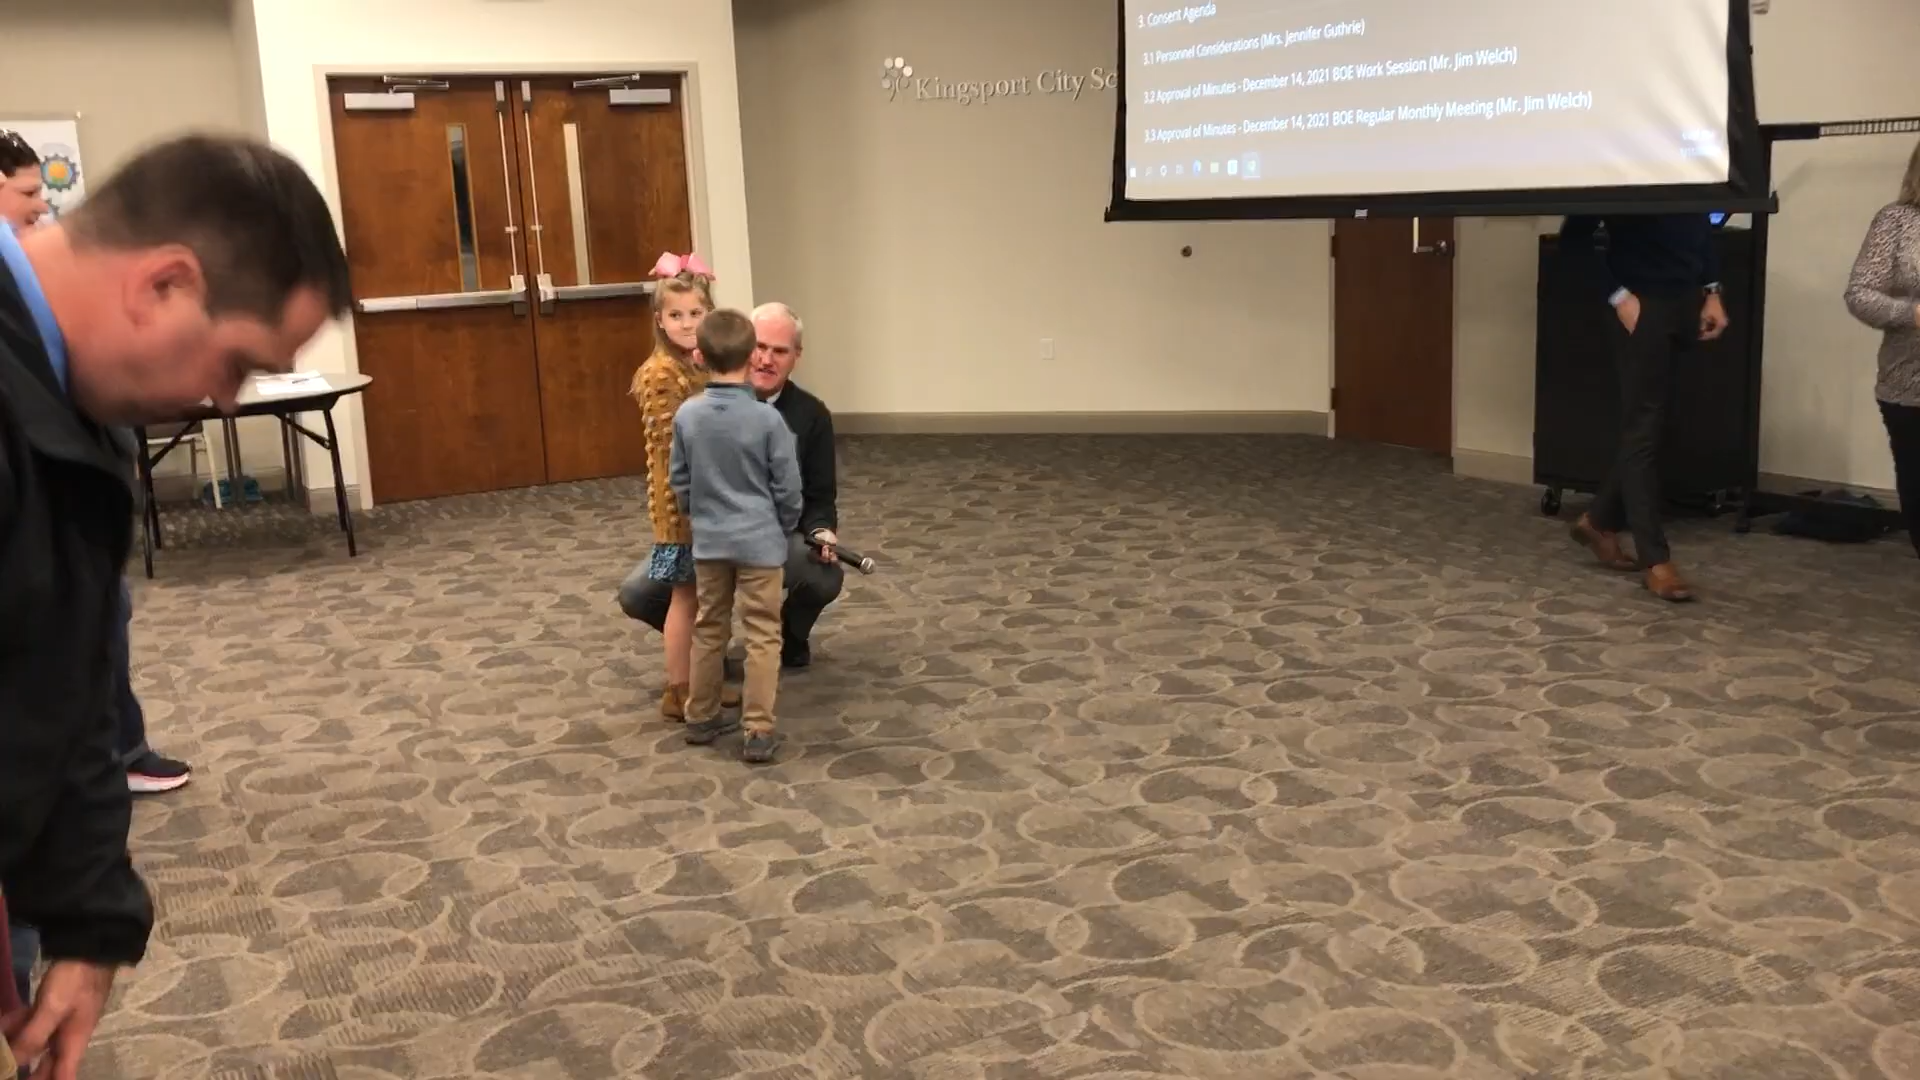 3. Consent Agenda
3.1 Personnel Considerations (Mrs. Jennifer Guthrie)
3.2 Approval of Minutes - December 14, 2021 BOE Work Session (Mr. Jim Welch)
3.3 Approval of Minutes - December 14, 2021 BOE Regular Monthly Meeting (Mr. Jim Welch)
Kingsport City Sc